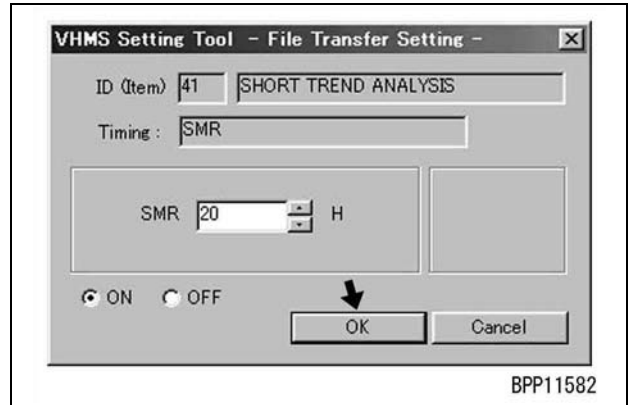 VHMS Setting Tool - File Transfer Setting -
ID (Item) 41 SHORT TREND ANALYSIS
Timing : SMR
SMR 20 H
ON OFF
OK Cancel
BPP11582